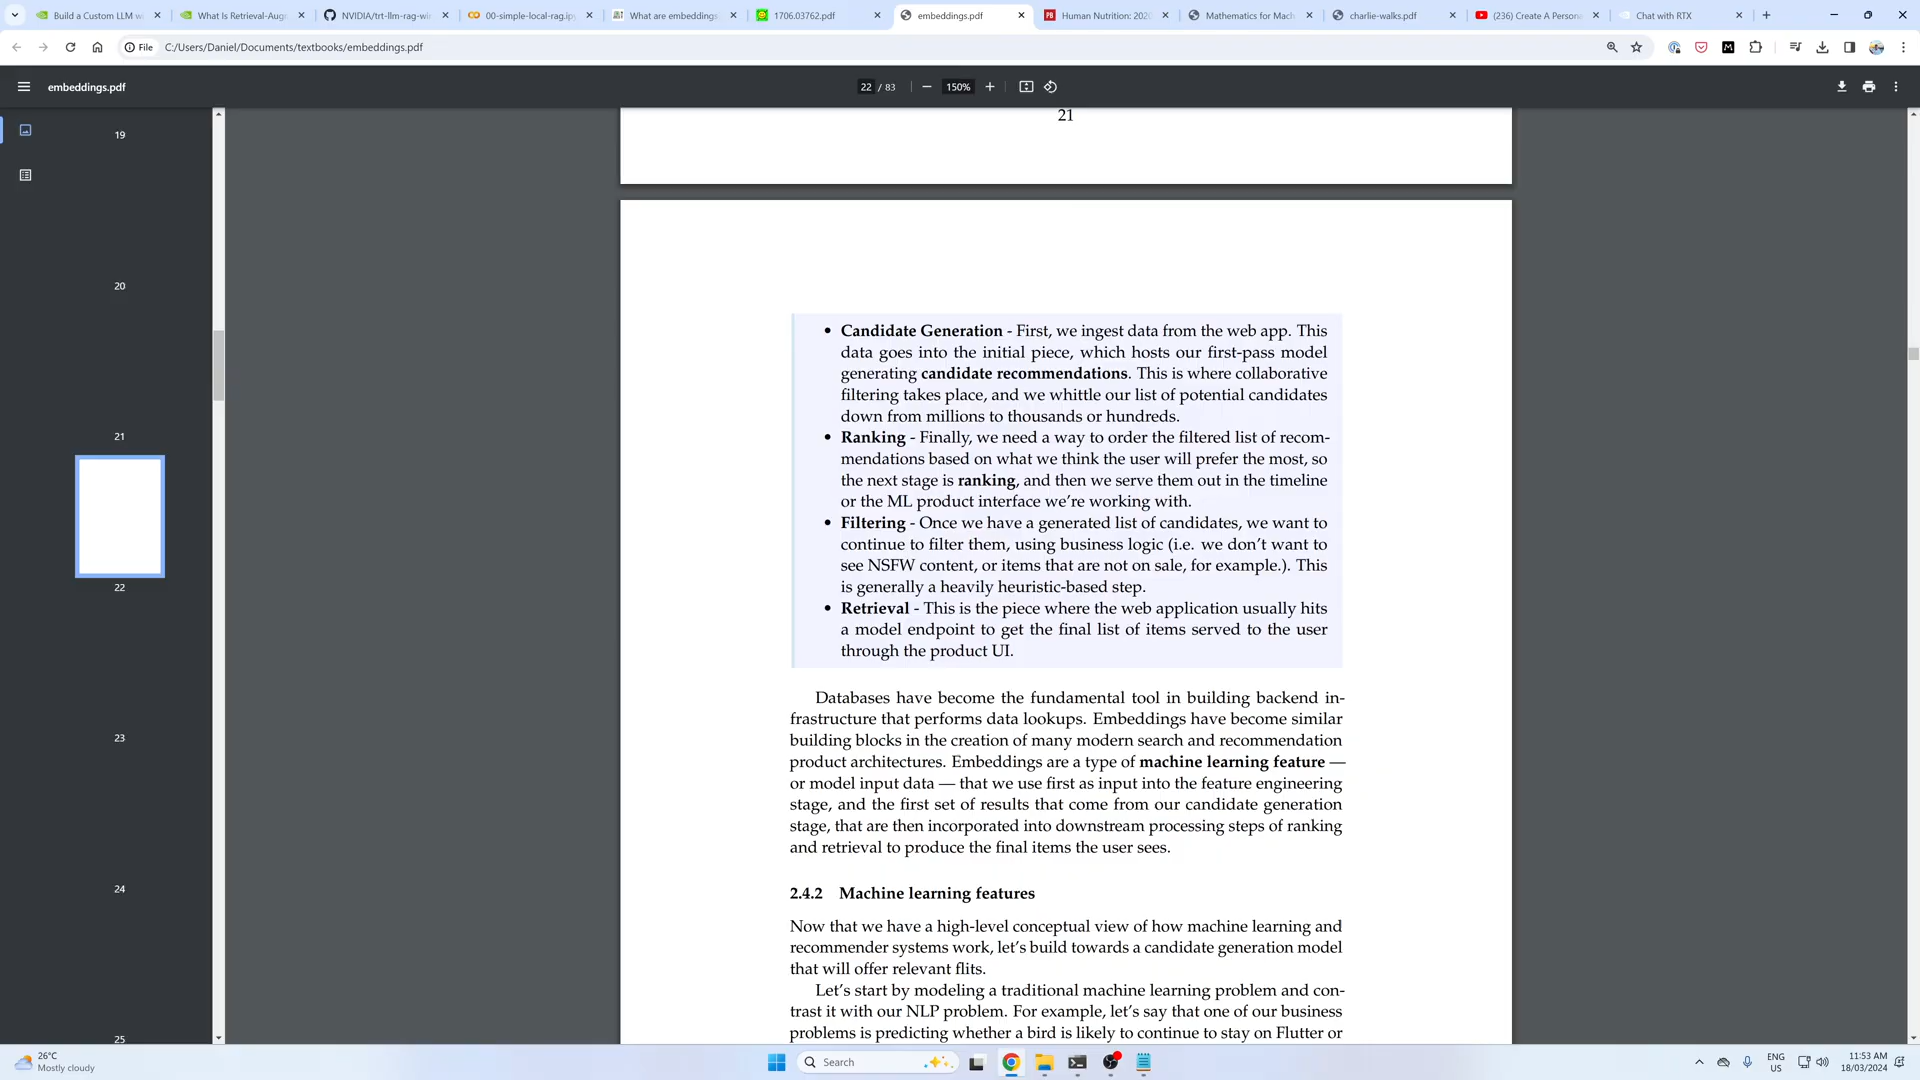 Build a Custom LLM w
What Is Retrieval-Aug
NVIDIA/trt-llm-rag-wi
00-simple-local-rag.ip
What are embeddings
1706.03762.pdf
embeddings.pdf
Human Nutrition: 202
Mathematics for Mach
charlie-walks.pdf
(236) Create A Person
Chat with RTX
File
C:/Users/Daniel/Documents/textbooks/embeddings.pdf
embeddings.pdf
22 / 83
150%
19
20
21
22
23
24
25
21
• Candidate Generation - First, we ingest data from the web app. This
data goes into the initial piece, which hosts our first-pass model
generating candidate recommendations. This is where collaborative
filtering takes place, and we whittle our list of potential candidates
down from millions to thousands or hundreds.
• Ranking - Finally, we need a way to order the filtered list of recom-
mendations based on what we think the user will prefer the most, so
the next stage is ranking, and then we serve them out in the timeline
or the ML product interface we're working with.
• Filtering - Once we have a generated list of candidates, we want to
continue to filter them, using business logic (i.e. we don't want to
see NSFW content, or items that are not on sale, for example.). This
is generally a heavily heuristic-based step.
• Retrieval - This is the piece where the web application usually hits
a model endpoint to get the final list of items served to the user
through the product UI.
Databases have become the fundamental tool in building backend in-
frastructure that performs data lookups. Embeddings have become similar
building blocks in the creation of many modern search and recommendation
product architectures. Embeddings are a type of machine learning feature —
or model input data — that we use first as input into the feature engineering
stage, and the first set of results that come from our candidate generation
stage, that are then incorporated into downstream processing steps of ranking
and retrieval to produce the final items the user sees.
2.4.2 Machine learning features
Now that we have a high-level conceptual view of how machine learning and
recommender systems work, let's build towards a candidate generation model
that will offer relevant flits.
Let's start by modeling a traditional machine learning problem and con-
trast it with our NLP problem. For example, let's say that one of our business
problems is predicting whether a bird is likely to continue to stay on Flutter or
26°C
Mostly cloudy
Search
ENG
US
11:53 AM
18/03/2024